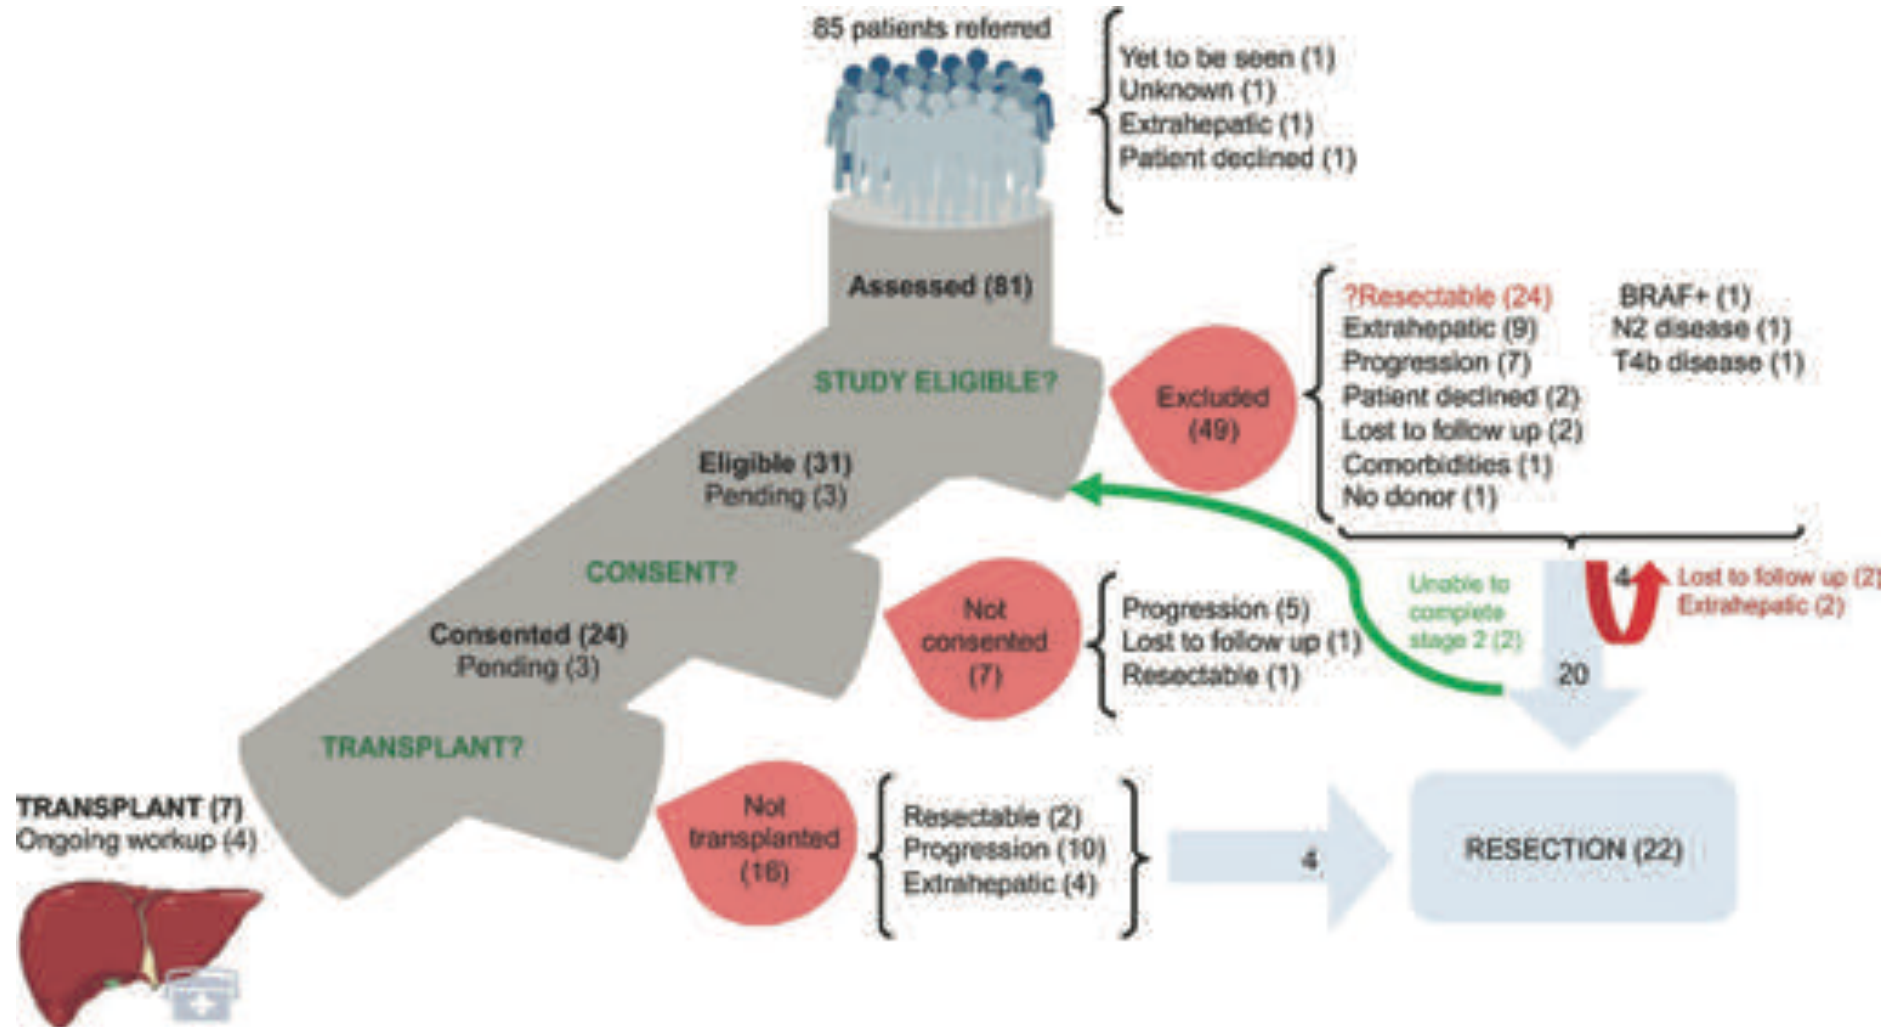 85 patients referred
Yet to be seen (1)
Unknown (1)
Extrahepatic (1)
Patient declined (1)
Assessed (81)
STUDY ELIGIBLE?
Excluded
(49)
?Resectable (24)
Extrahepatic (9)
Progression (7)
Patient declined (2)
Lost to follow up (2)
Comorbidities (1)
No donor (1)
BRAF+ (1)
N2 disease (1)
T4b disease (1)
Eligible (31)
Pending (3)
CONSENT?
Not
consented
(7)
Progression (5)
Lost to follow up (1)
Resectable (1)
Unable to
complete
stage 2 (2)
4
Lost to follow up (2)
Extrahepatic (2)
20
Consented (24)
Pending (3)
TRANSPLANT?
Not
transplanted
(16)
Resectable (2)
Progression (10)
Extrahepatic (4)
4
RESECTION (22)
TRANSPLANT (7)
Ongoing workup (4)